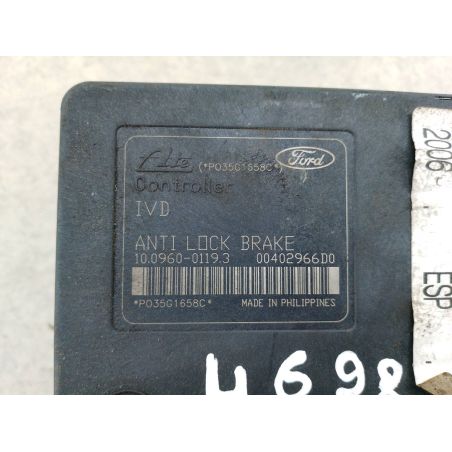 Ate (*P035G1658C*) Ford
Controller
IVD
ANTI LOCK BRAKE
10.0960-0119.3 00402966D0
*P035G1658C* MADE IN PHILIPPINES
4698
2006
ESP